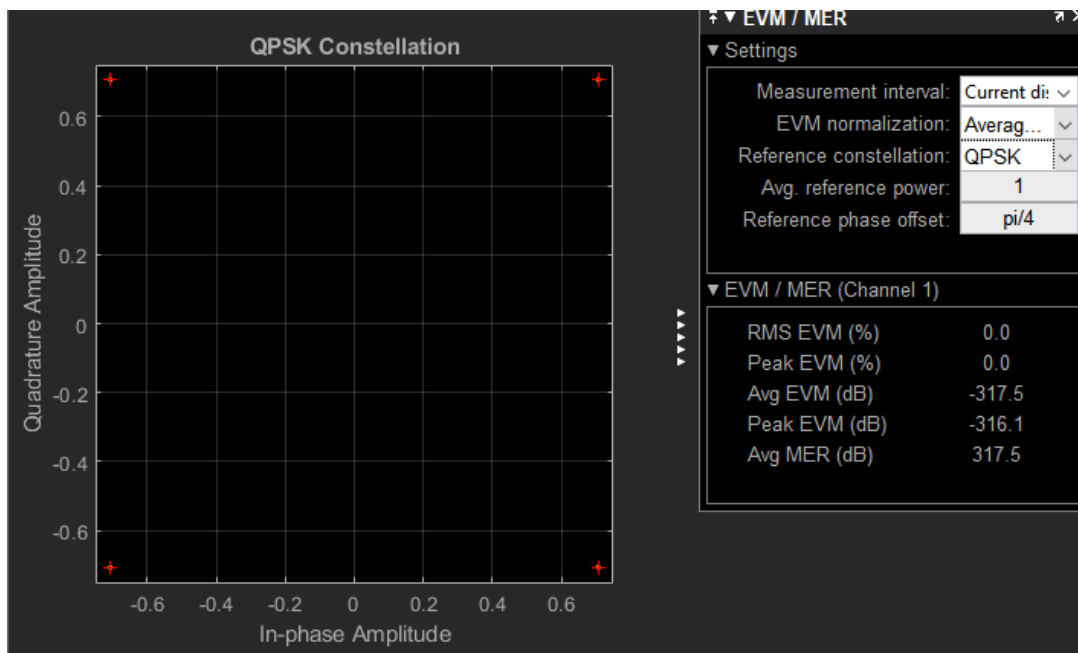 QPSK Constellation
Quadrature Amplitude
0.6
0.4
0.2
0
-0.2
-0.4
-0.6
-0.6 -0.4 -0.2 0 0.2 0.4 0.6
In-phase Amplitude
EVM / MER
Settings
Measurement interval: Current di
EVM normalization: Averag...
Reference constellation: QPSK
Avg. reference power: 1
Reference phase offset: pi/4
EVM / MER (Channel 1)
RMS EVM (%) 0.0
Peak EVM (%) 0.0
Avg EVM (dB) -317.5
Peak EVM (dB) -316.1
Avg MER (dB) 317.5